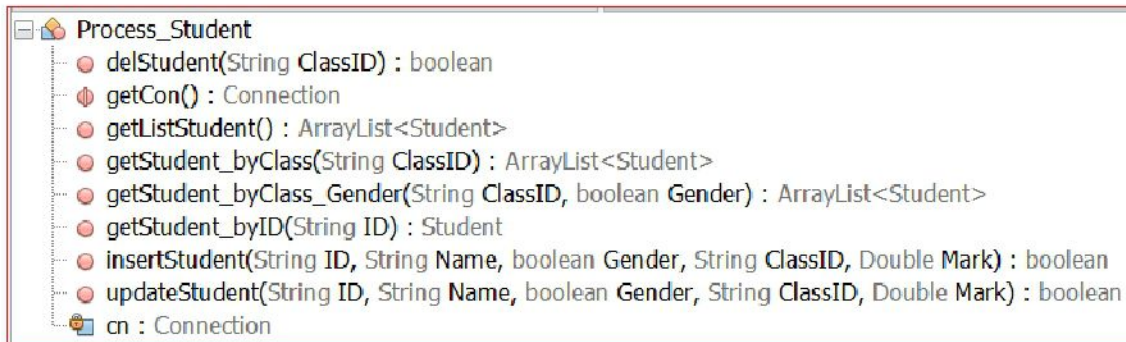 Process_Student
delStudent(String ClassID) : boolean
getCon() : Connection
getListStudent() : ArrayList<Student>
getStudent_byClass(String ClassID) : ArrayList<Student>
getStudent_byClass_Gender(String ClassID, boolean Gender) : ArrayList<Student>
getStudent_byID(String ID) : Student
insertStudent(String ID, String Name, boolean Gender, String ClassID, Double Mark) : boolean
updateStudent(String ID, String Name, boolean Gender, String ClassID, Double Mark) : boolean
cn : Connection